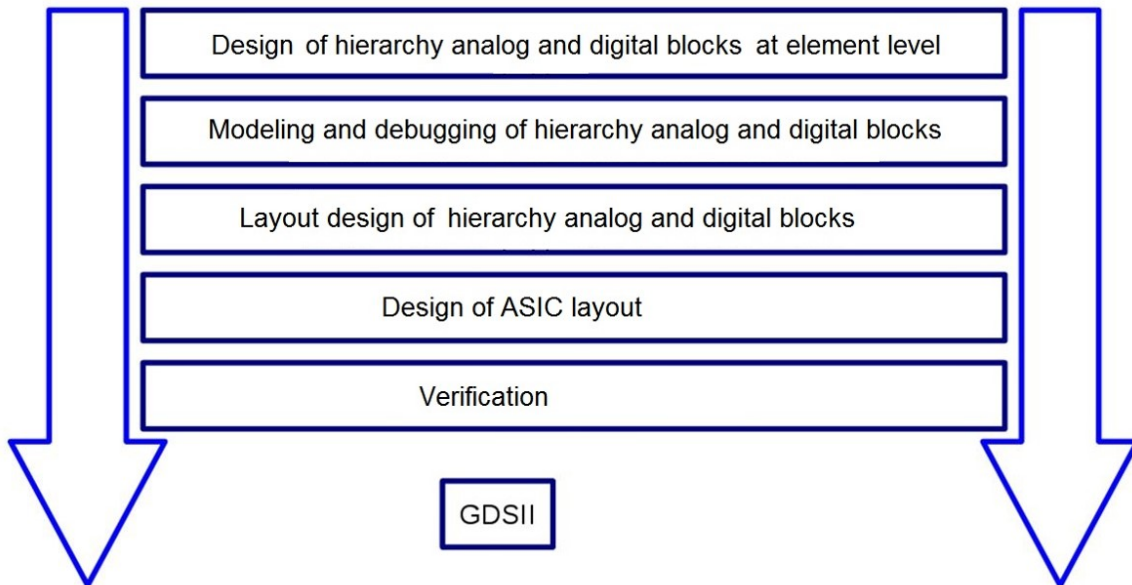 Design of hierarchy analog and digital blocks at element level
Modeling and debugging of hierarchy analog and digital blocks
Layout design of hierarchy analog and digital blocks
Design of ASIC layout
Verification
GDSII